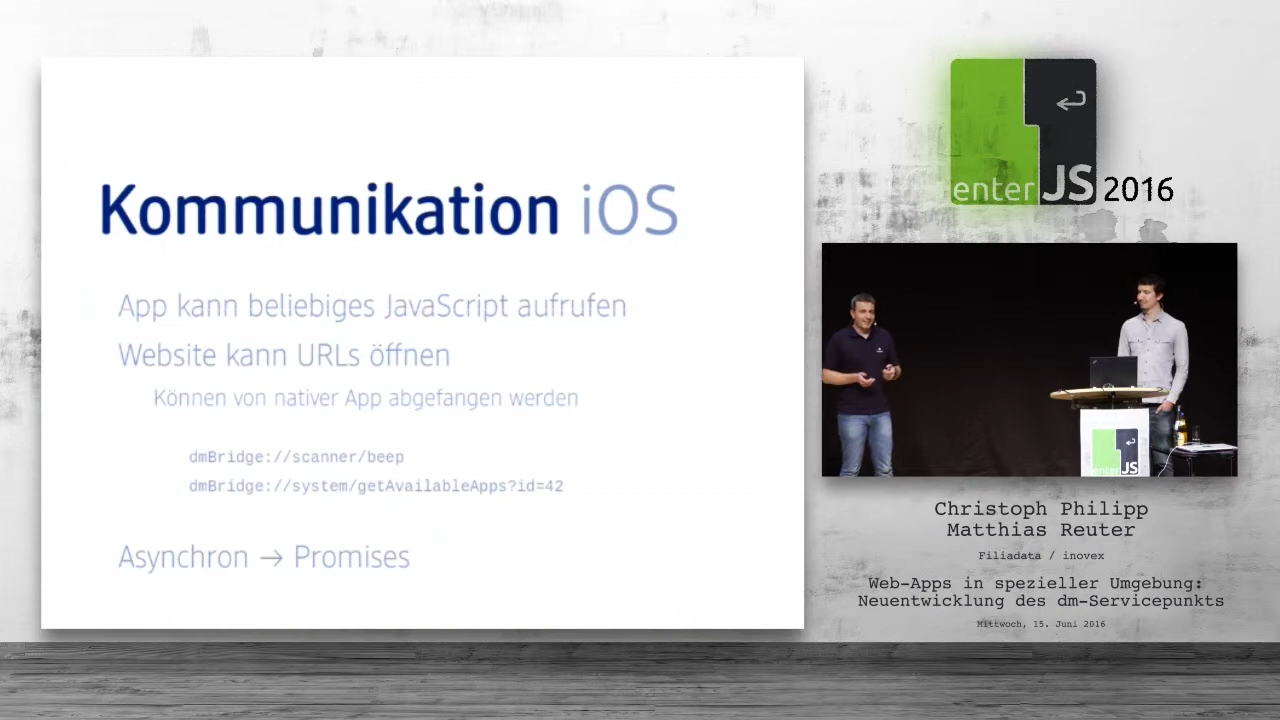 Kommunikation iOS
App kann beliebiges JavaScript aufrufen
Website kann URLs öffnen
Können von nativer App abgefangen werden
dmBridge://scanner/beep
dmBridge://system/getAvailableApps?id=42
Asynchron → Promises
enterJS 2016
enterJS
Christoph Philipp
Matthias Reuter
Filiadata / inovex
Web-Apps in spezieller Umgebung:
Neuentwicklung des dm-Servicepunkts
Mittwoch, 15. Juni 2016